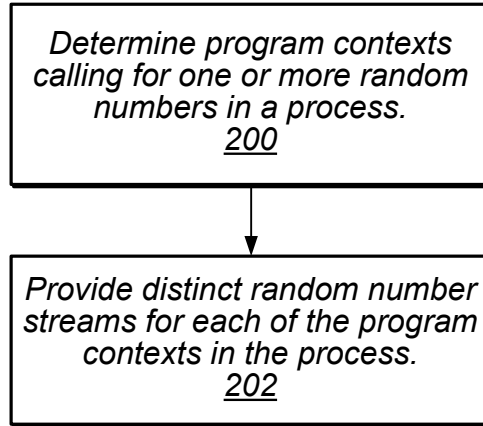 Determine program contexts
calling for one or more random
numbers in a process.
200
Provide distinct random number
streams for each of the program
contexts in the process.
202